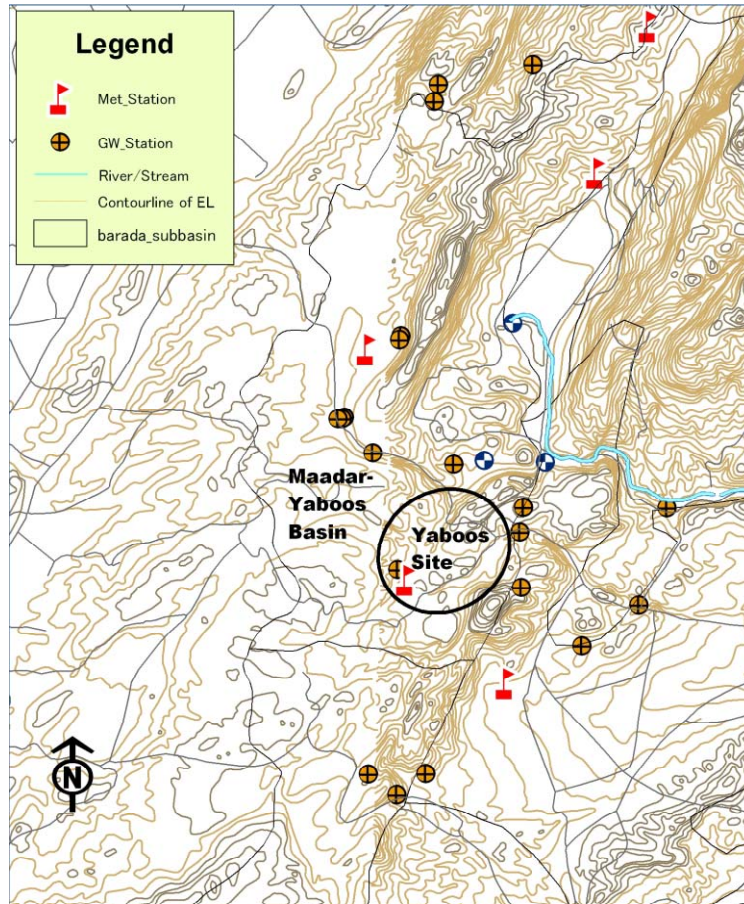 Legend
Met_Station
GW_Station
River/Stream
Contourline of EL
barada_subbasin
Maadar-
Yaboos
Basin
Yaboos
Site
N